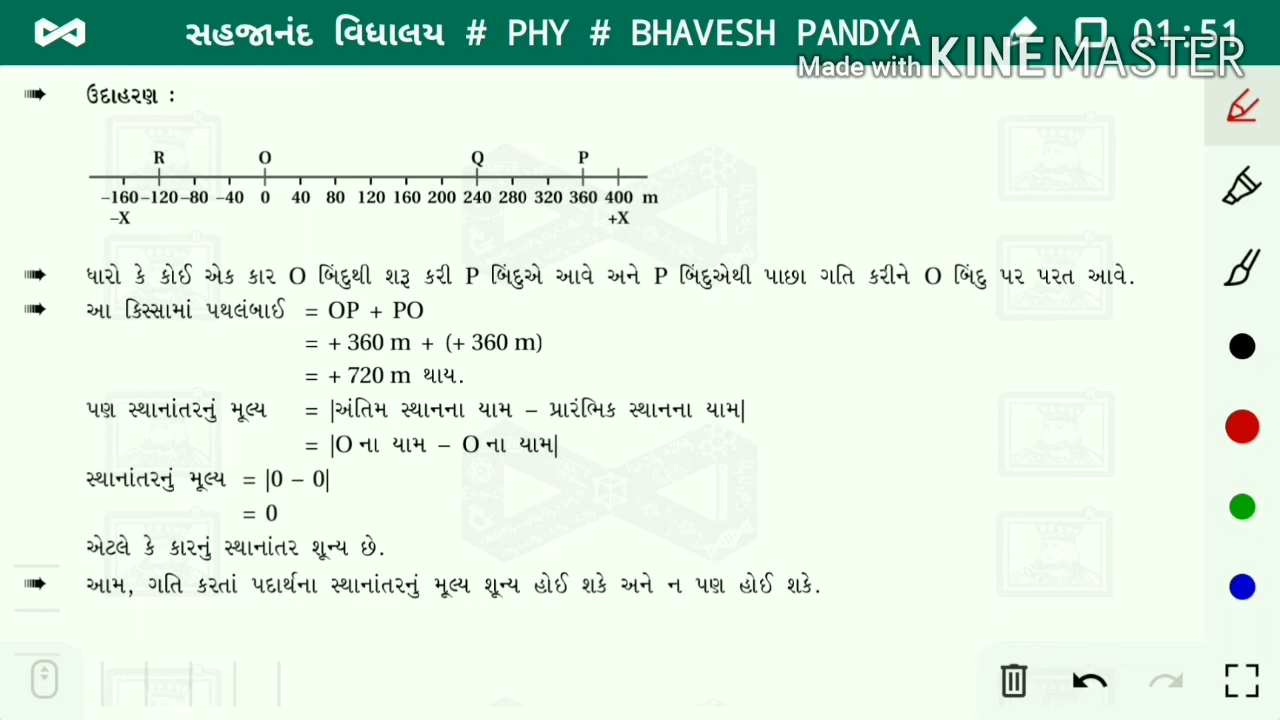 સહજાનંદ વિધાલય # PHY # BHAVESH PANDYA 01:51
Made with KINEMASTER
ઉદાહરણ :
R O Q P
–160 –120 –80 –40 0 40 80 120 160 200 240 280 320 360 400 m
–X +X
ધારો કે કોઈ એક કાર O બિંદુથી શરૂ કરી P બિંદુએ આવે અને P બિંદુએથી પાછા ગતિ કરીને O બિંદુ પર પરત આવે.
આ કિસ્સામાં પથલંબાઈ = OP + PO
= + 360 m + (+ 360 m)
= + 720 m થાય.
પણ સ્થાનાંતરનું મૂલ્ય = |અંતિમ સ્થાનના યામ – પ્રારંભિક સ્થાનના યામ|
= |O ના યામ – O ના યામ|
સ્થાનાંતરનું મૂલ્ય = |0 – 0|
= 0
એટલે કે કારનું સ્થાનાંતર શૂન્ય છે.
આમ, ગતિ કરતાં પદાર્થના સ્થાનાંતરનું મૂલ્ય શૂન્ય હોઈ શકે અને ન પણ હોઈ શકે.